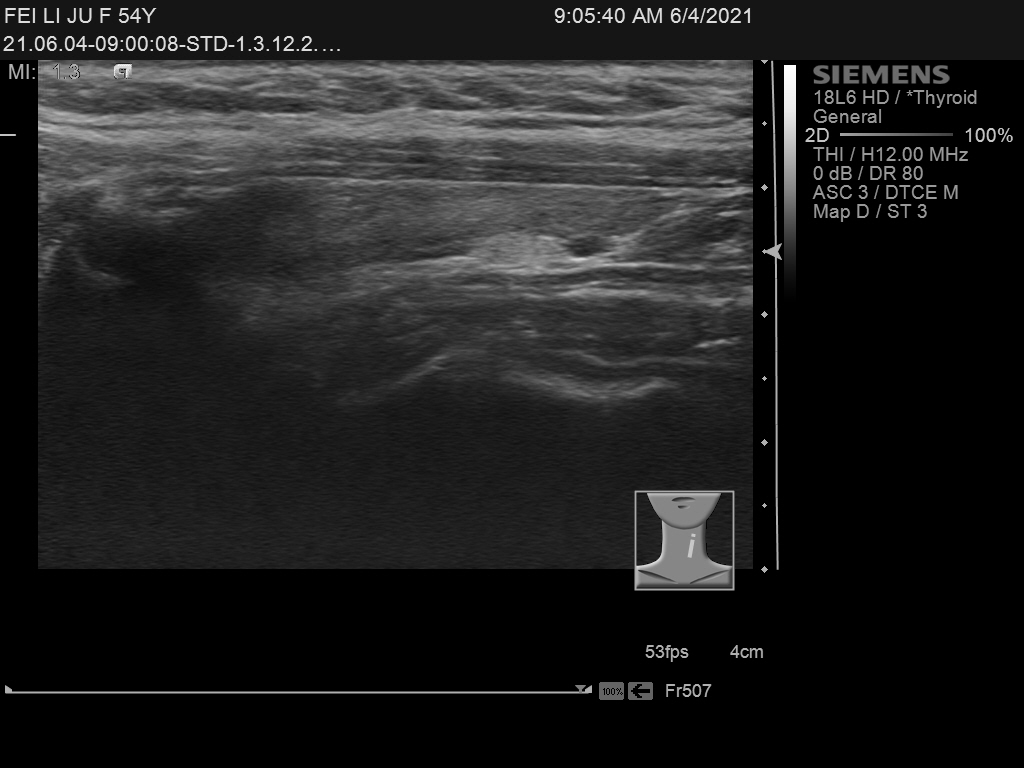 FEI LI JU F 54Y
9:05:40 AM 6/4/2021
21.06.04-09:00:08-STD-1.3.12.2....
MI: 1.3
SIEMENS
18L6 HD / *Thyroid
General
2D 100%
THI / H12.00 MHz
0 dB / DR 80
ASC 3 / DTCE M
Map D / ST 3
53fps 4cm
100% Fr507